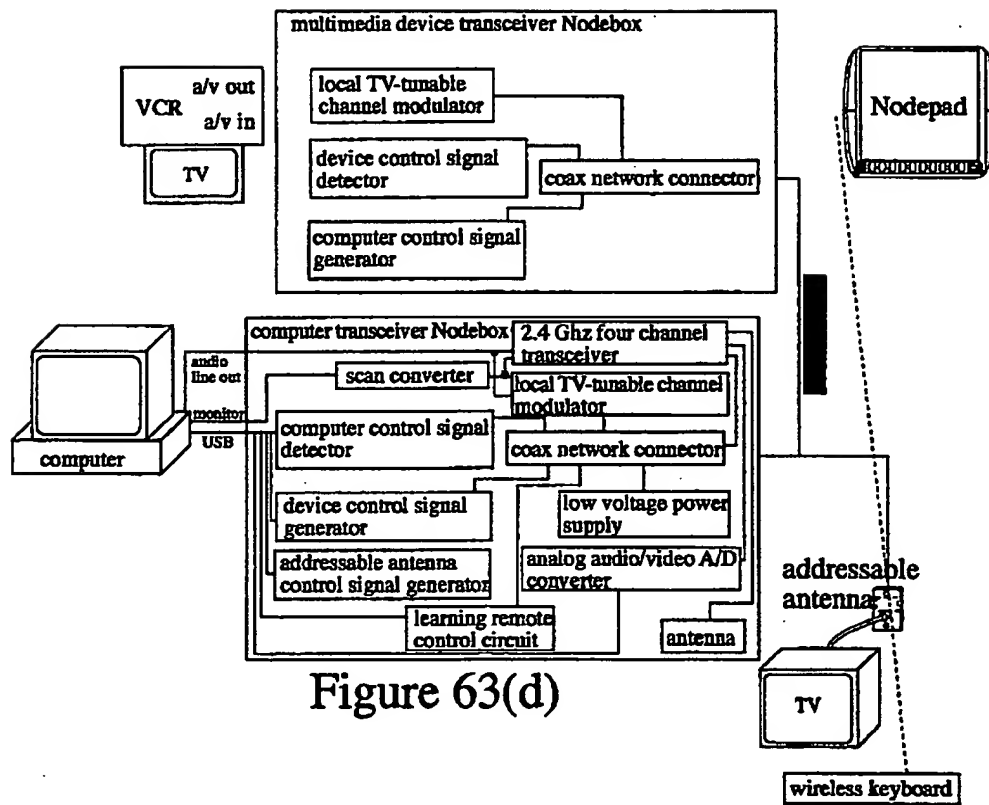 multimedia device transceiver Nodebox
a/v out
VCR
a/v in
TV
local TV-tunable
channel modulator
device control signal
detector
coax network connector
computer control signal
generator
Nodepad
computer transceiver Nodebox
2.4 Ghz four channel
transceiver
audio
line out
scan converter
local TV-tunable channel
modulator
monitor
USB
computer
computer control signal
detector
coax network connector
device control signal
generator
low voltage power
supply
addressable antenna
control signal generator
analog audio/video A/D
converter
learning remote
control circuit
antenna
addressable
antenna
TV
wireless keyboard
Figure 63(d)